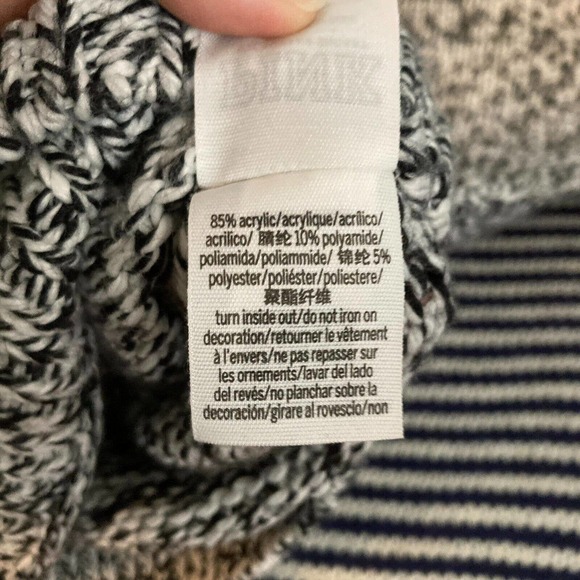 PINK
85% acrylic/acrylique/acrílico/
acrilico/ 腈纶 10% polyamide/
poliamida/poliammide/ 锦纶 5%
polyester/poliéster/poliestere/
聚酯纤维
turn inside out/do not iron on
decoration/retourner le vêtement
à l'envers/ne pas repasser sur
les ornements/lavar del lado
del revés/no planchar sobre la
decoración/girare al rovescio/non